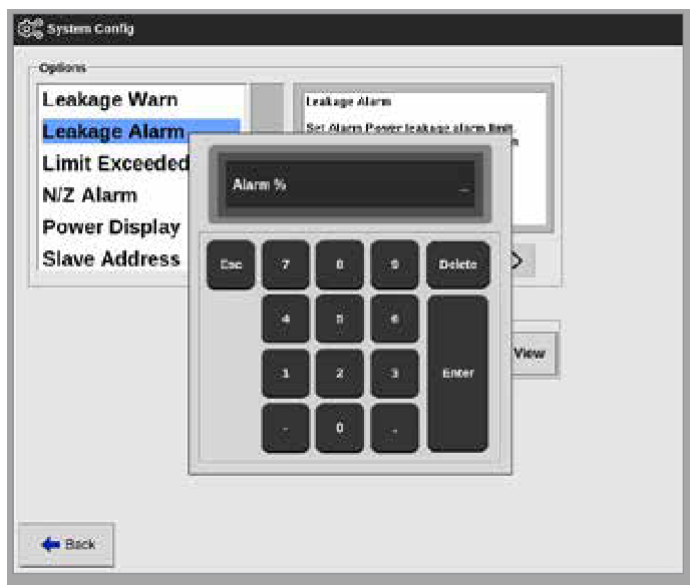 System Config
Options
Leakage Warn
Leakage Alarm
Limit Exceeded
N/Z Alarm
Power Display
Slave Address
Leakage Alarm
Set Alarm Power leakage alarm limit.
Alarm % _
Esc 7 8 9 Delete
4 5 6
1 2 3 Enter
- 0 .
View
Back